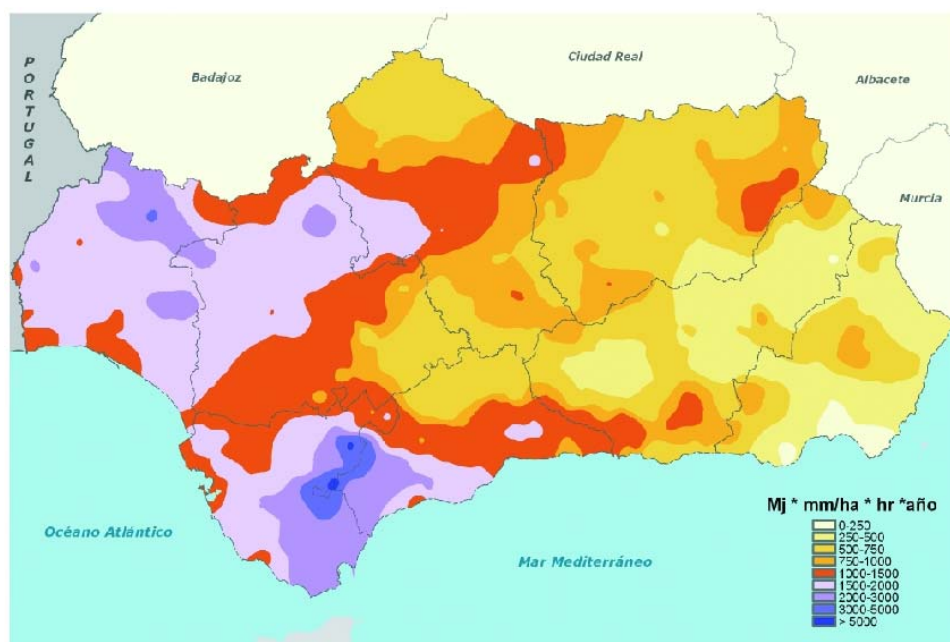 PORTUGAL
Badajoz
Ciudad Real
Albacete
Murcia
Océano Atlántico
Mar Mediterráneo
Mj * mm/ha * hr *año
0-250
250-500
500-750
750-1000
1000-1500
1500-2000
2000-3000
3000-5000
> 5000